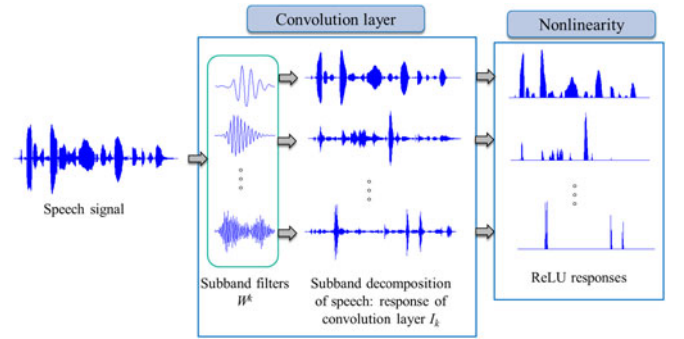 Convolution layer
Nonlinearity
Speech signal
Subband filters
W^k
Subband decomposition
of speech: response of
convolution layer I_k
ReLU responses